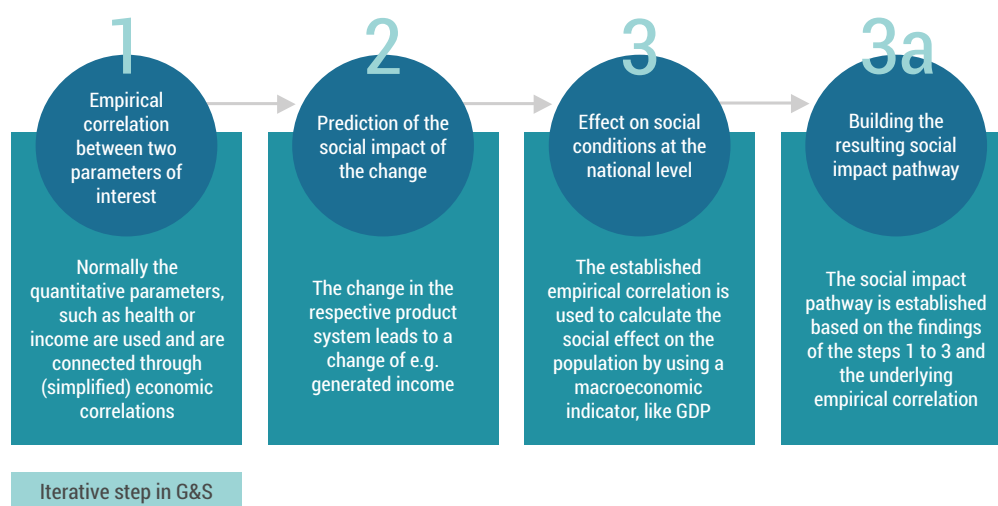 1
Empirical
correlation
between two
parameters of
interest
Normally the
quantitative parameters,
such as health or
income are used and are
connected through
(simplified) economic
correlations
2
Prediction of the
social impact of
the change
The change in the
respective product
system leads to a
change of e.g.
generated income
3
Effect on social
conditions at the
national level
The established
empirical correlation is
used to calculate the
social effect on the
population by using a
macroeconomic
indicator, like GDP
3a
Building the
resulting social
impact pathway
The social impact
pathway is established
based on the findings
of the steps 1 to 3 and
the underlying
empirical correlation
Iterative step in G&S